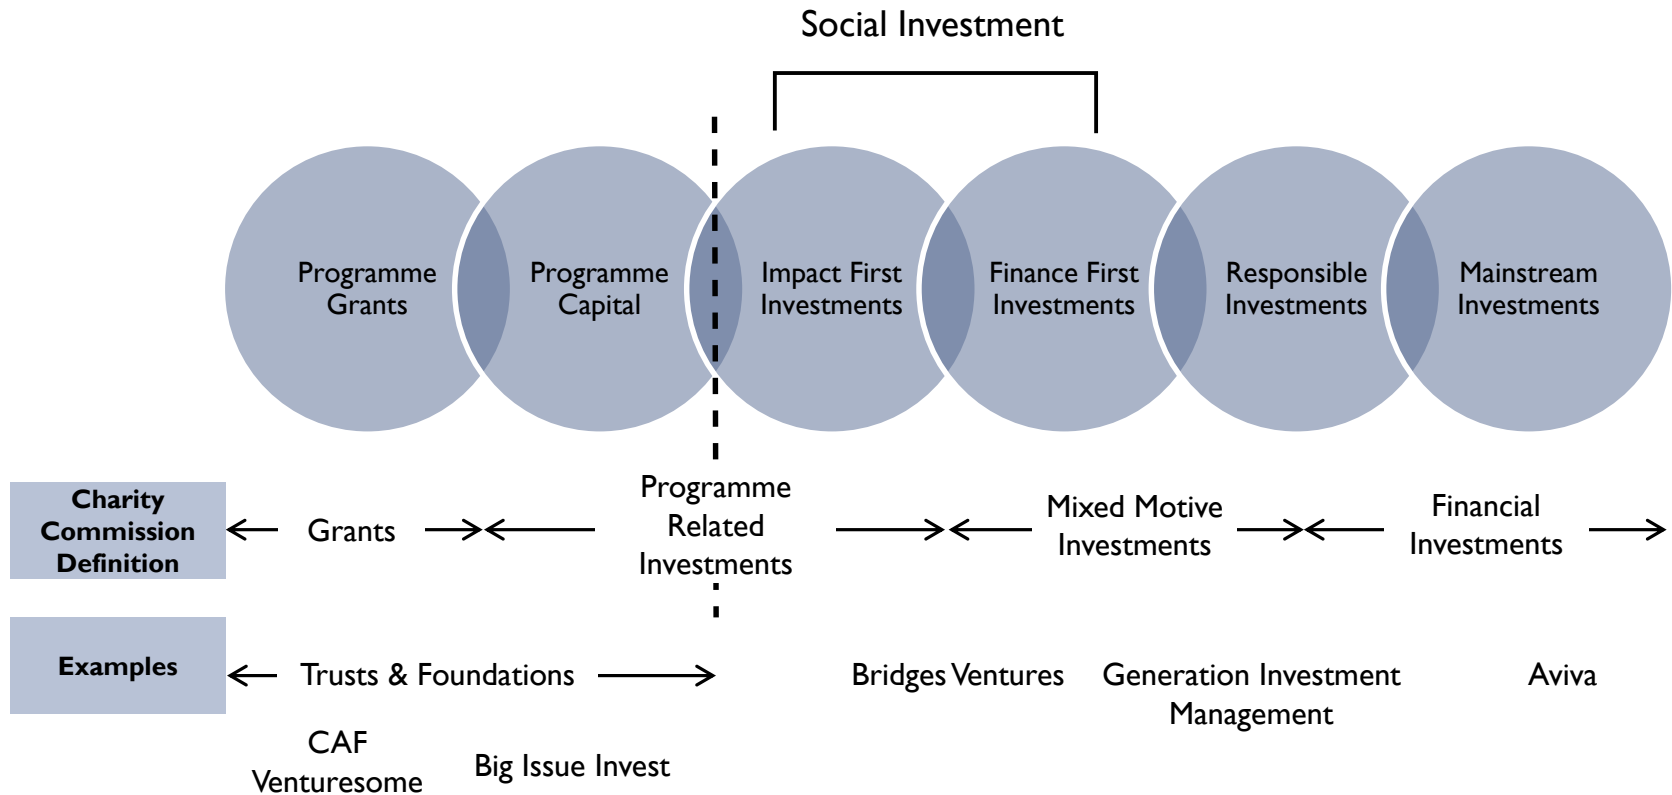 Social Investment
Programme
Grants
Programme
Capital
Impact First
Investments
Finance First
Investments
Responsible
Investments
Mainstream
Investments
Charity
Commission
Definition
Grants
Programme
Related
Investments
Mixed Motive
Investments
Financial
Investments
Examples
Trusts & Foundations
Bridges Ventures
Generation Investment
Management
Aviva
CAF
Venturesome
Big Issue Invest